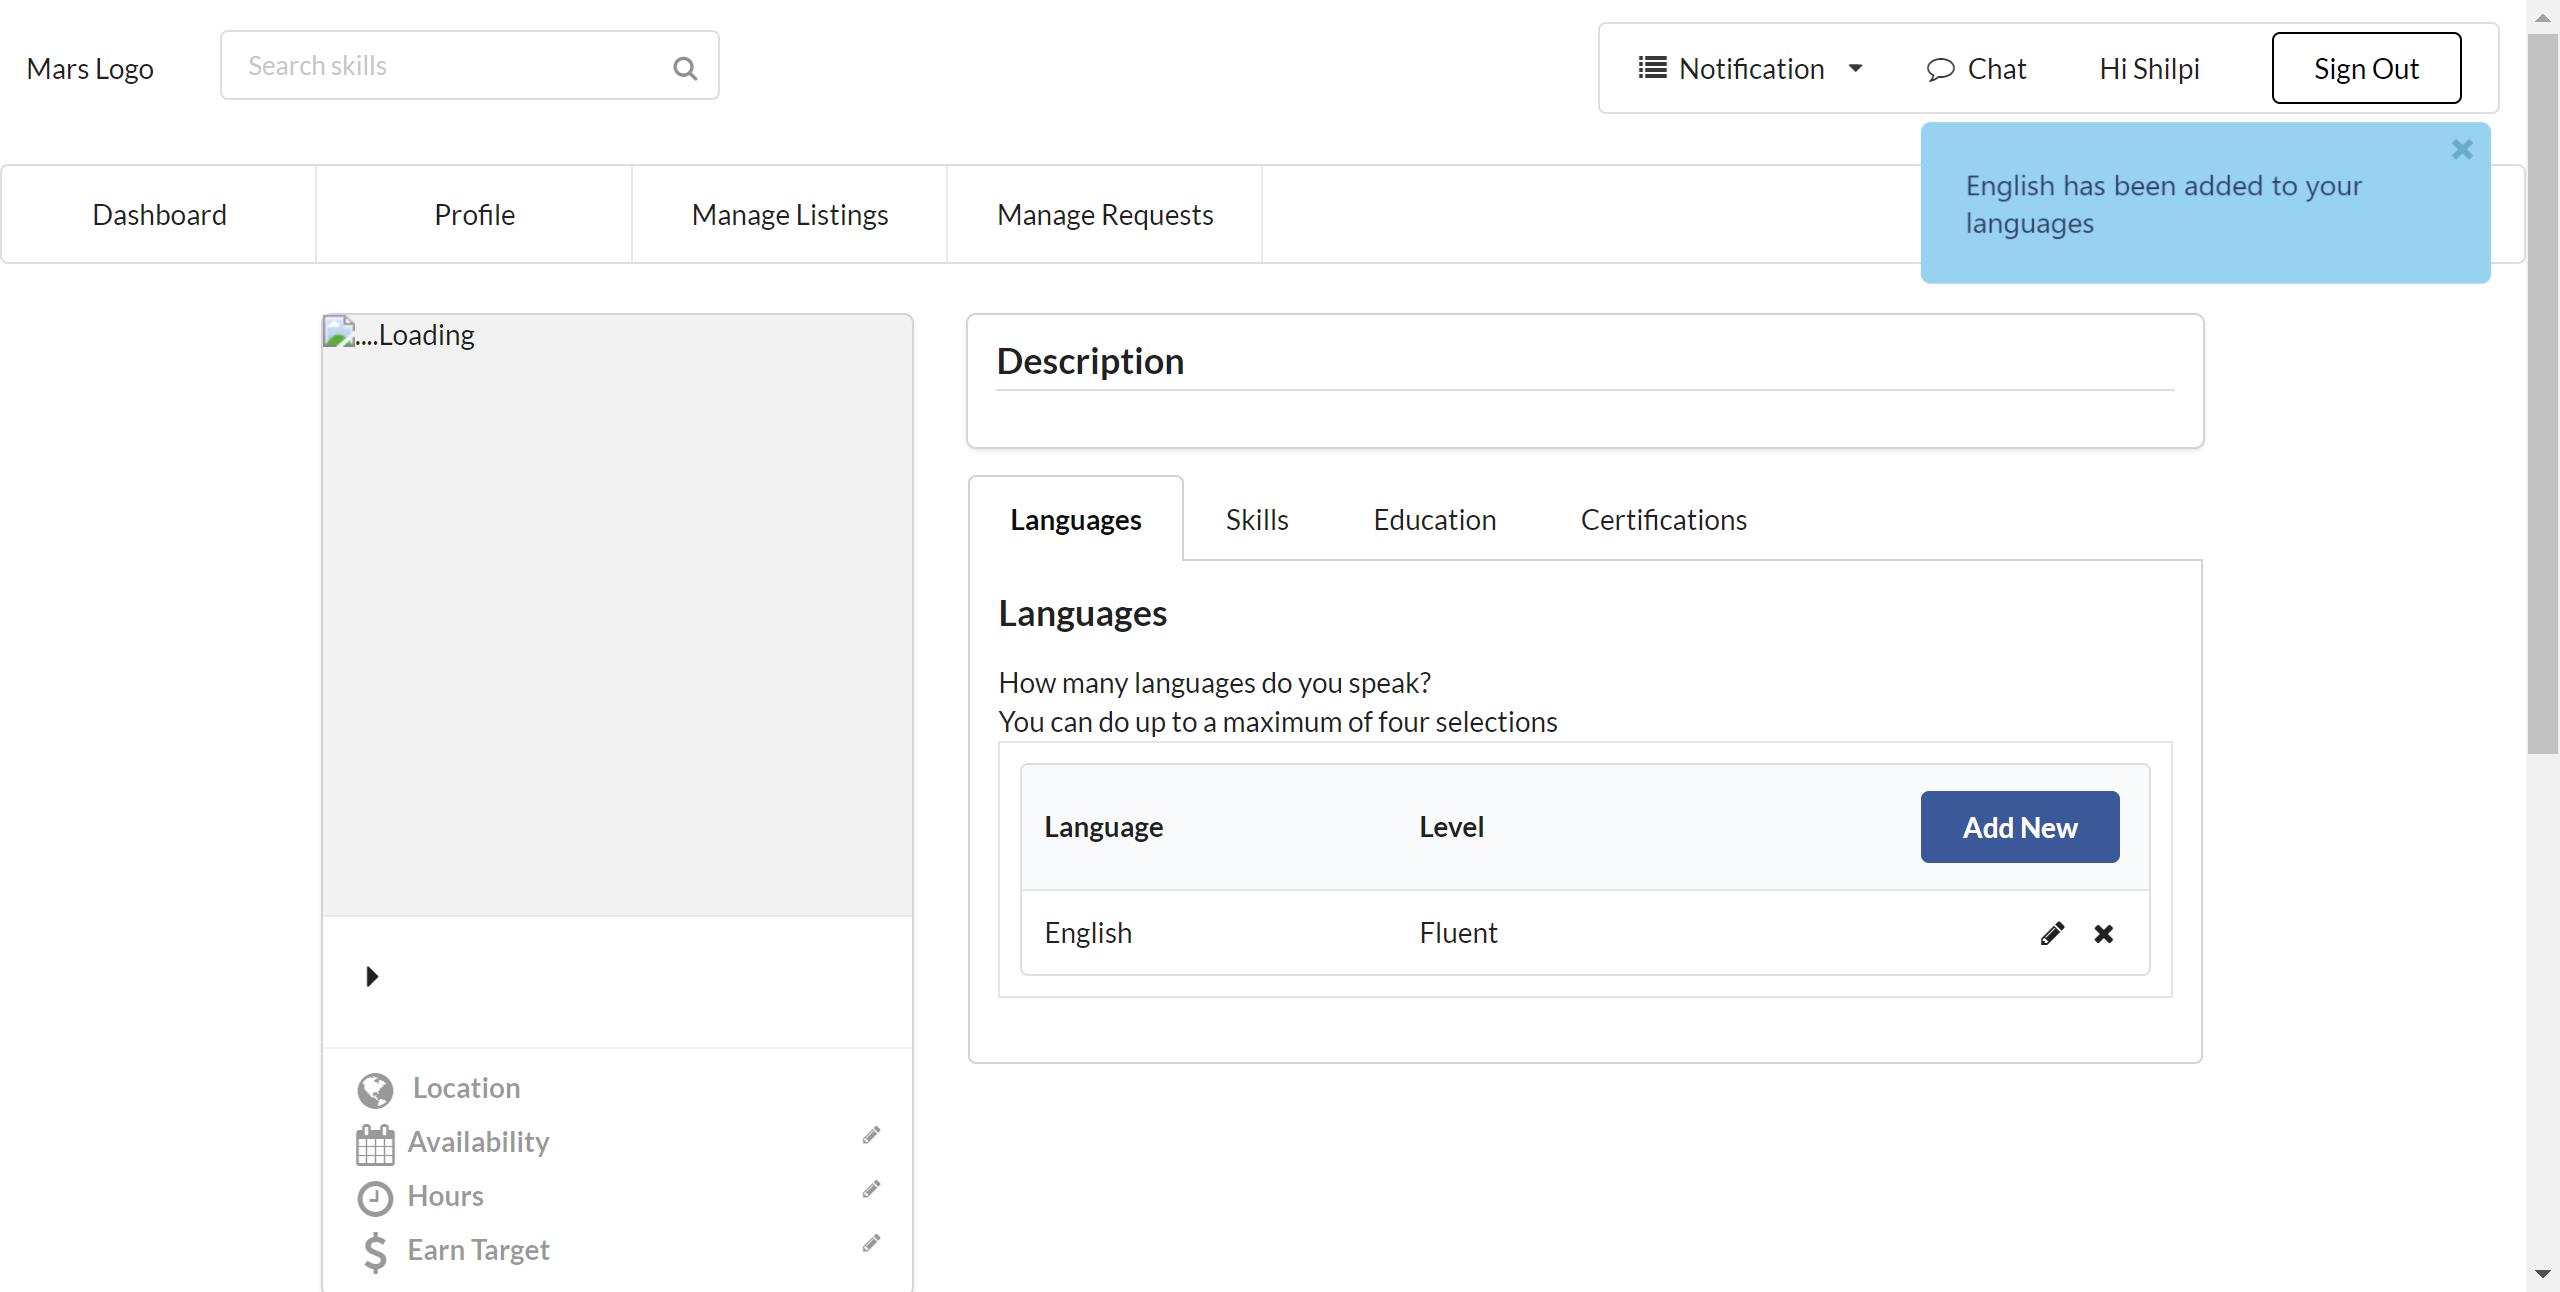 Mars Logo
Search skills
Notification
Chat
Hi Shilpi
Sign Out
English has been added to your
languages
Dashboard
Profile
Manage Listings
Manage Requests
....Loading
Description
Languages
Skills
Education
Certifications
Languages
How many languages do you speak?
You can do up to a maximum of four selections
Language
Level
Add New
English
Fluent
Location
Availability
Hours
Earn Target